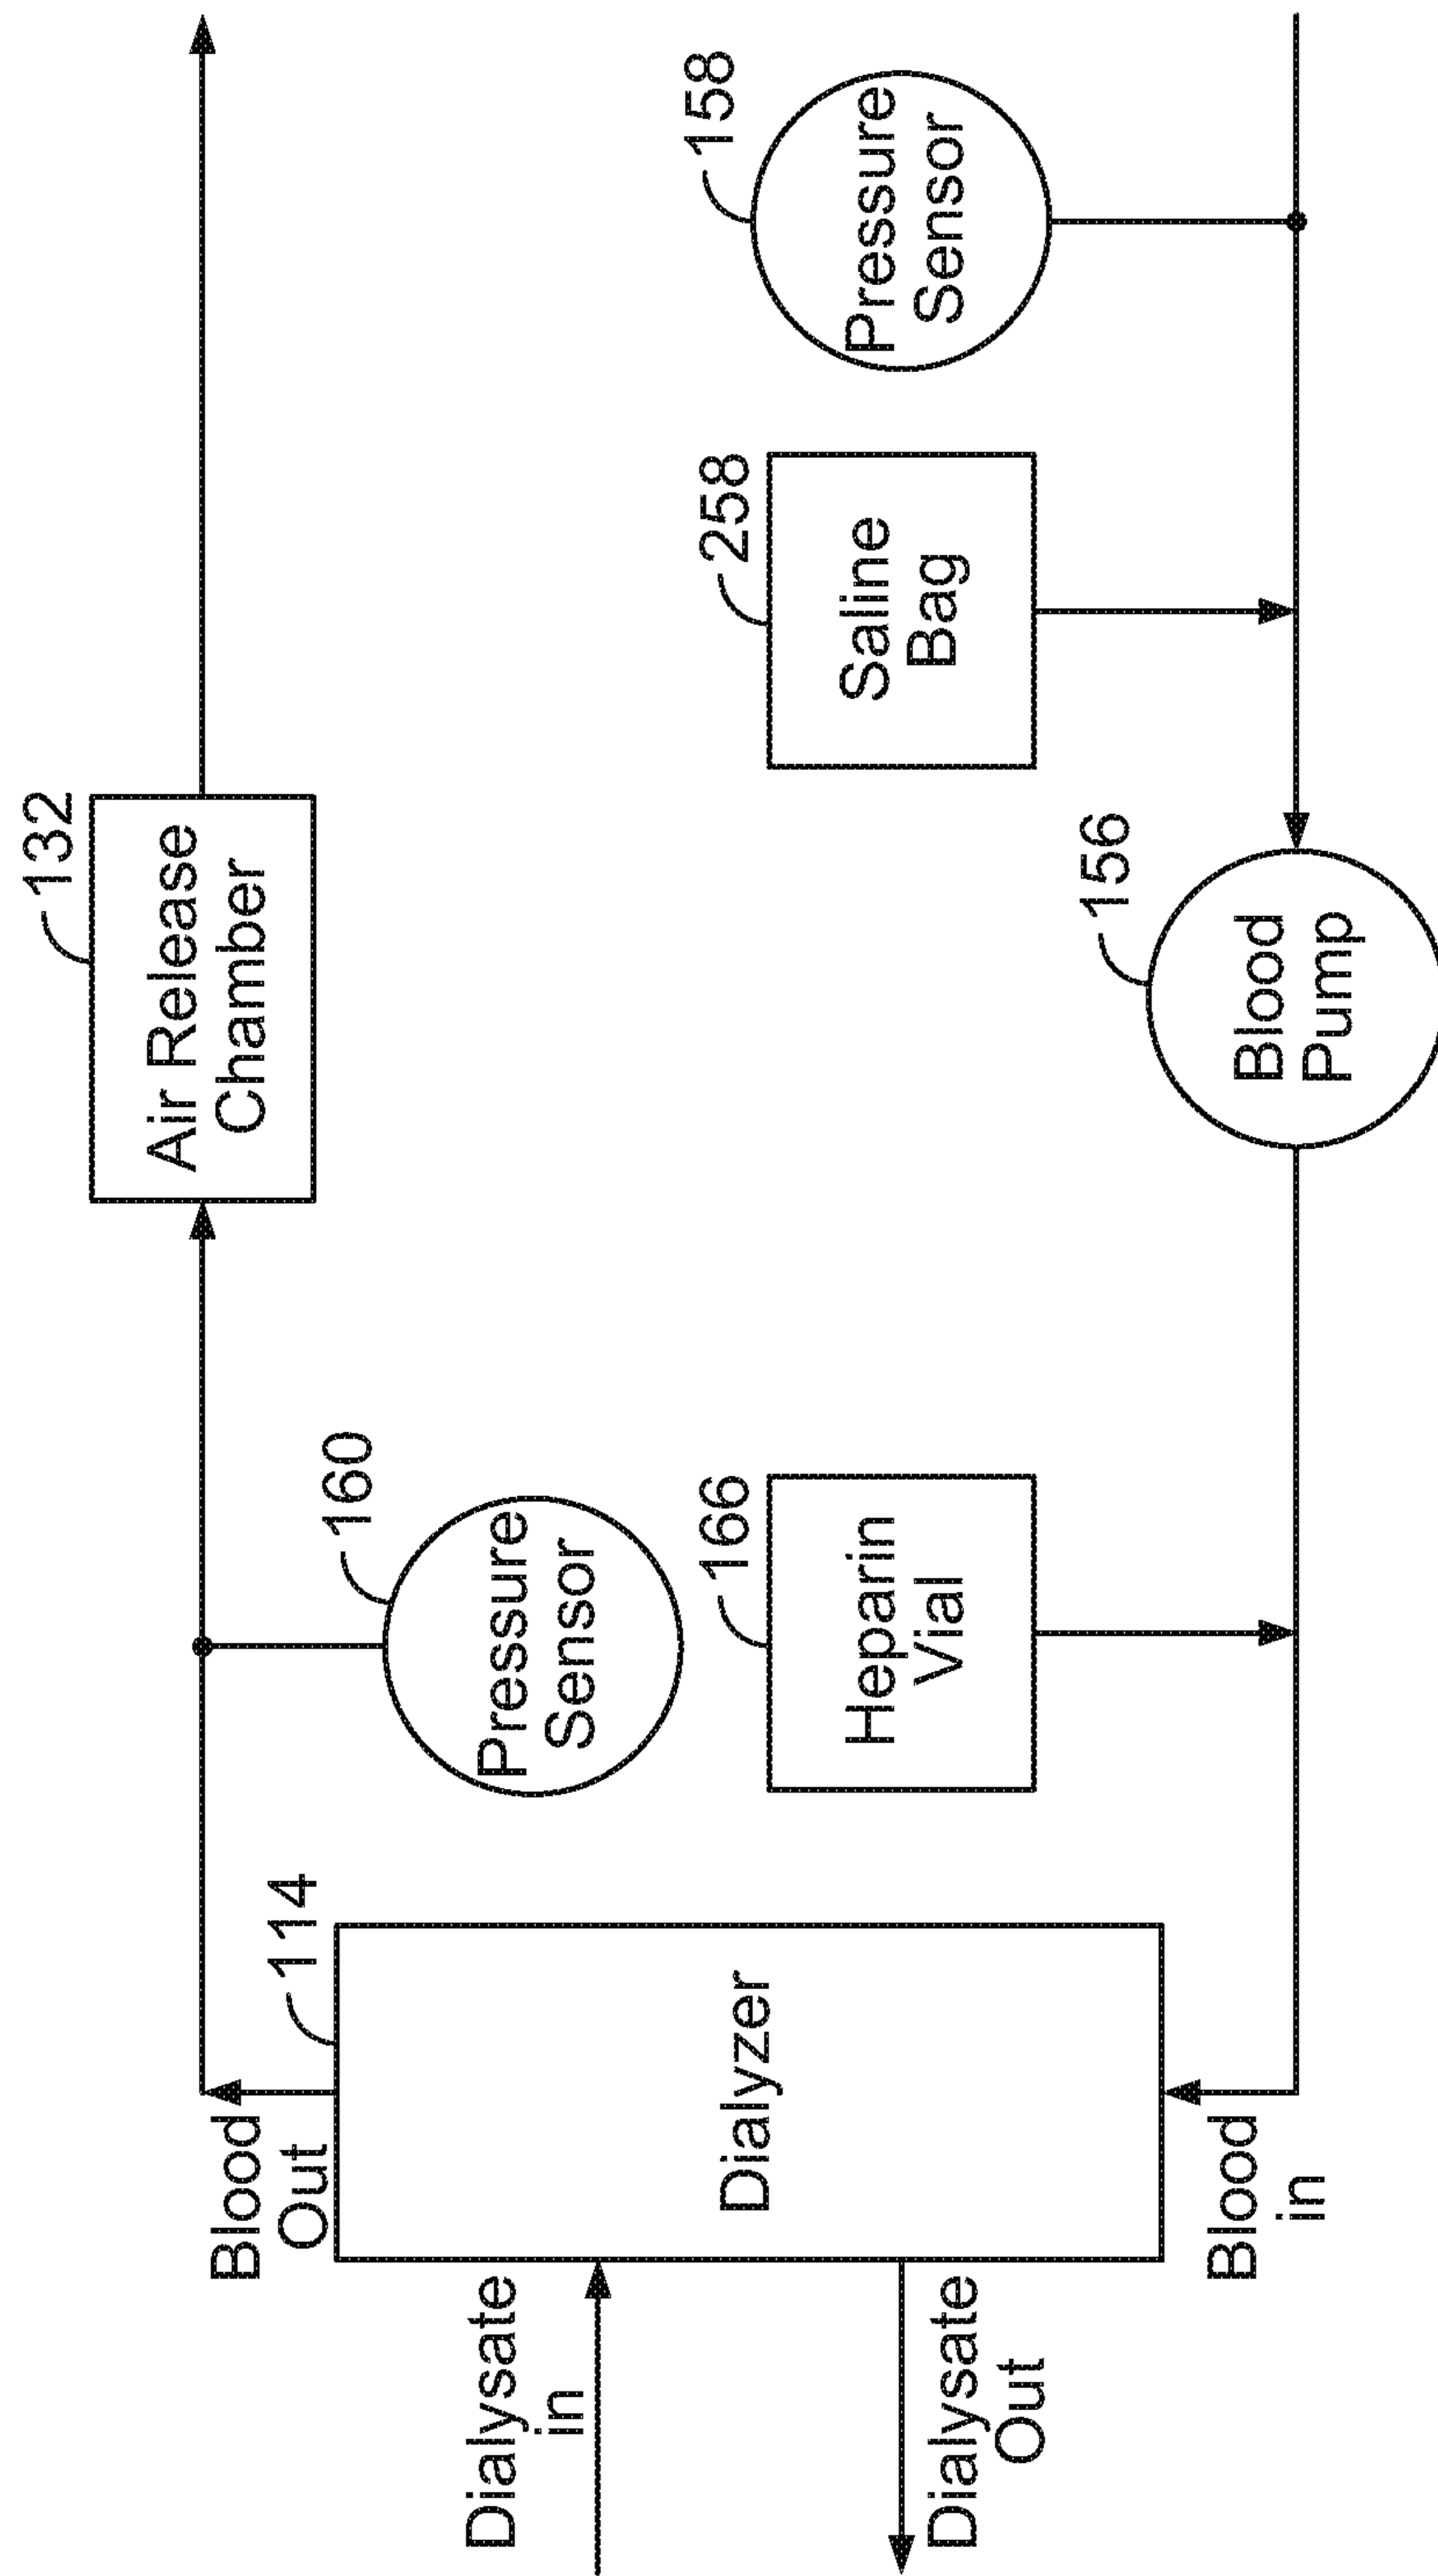 132
Air Release
Chamber
160
Pressure
Sensor
158
Pressure
Sensor
258
Saline
Bag
166
Heparin
Vial
156
Blood
Pump
114
Dialyzer
Blood
Out
Dialysate
in
Dialysate
Out
Blood
in